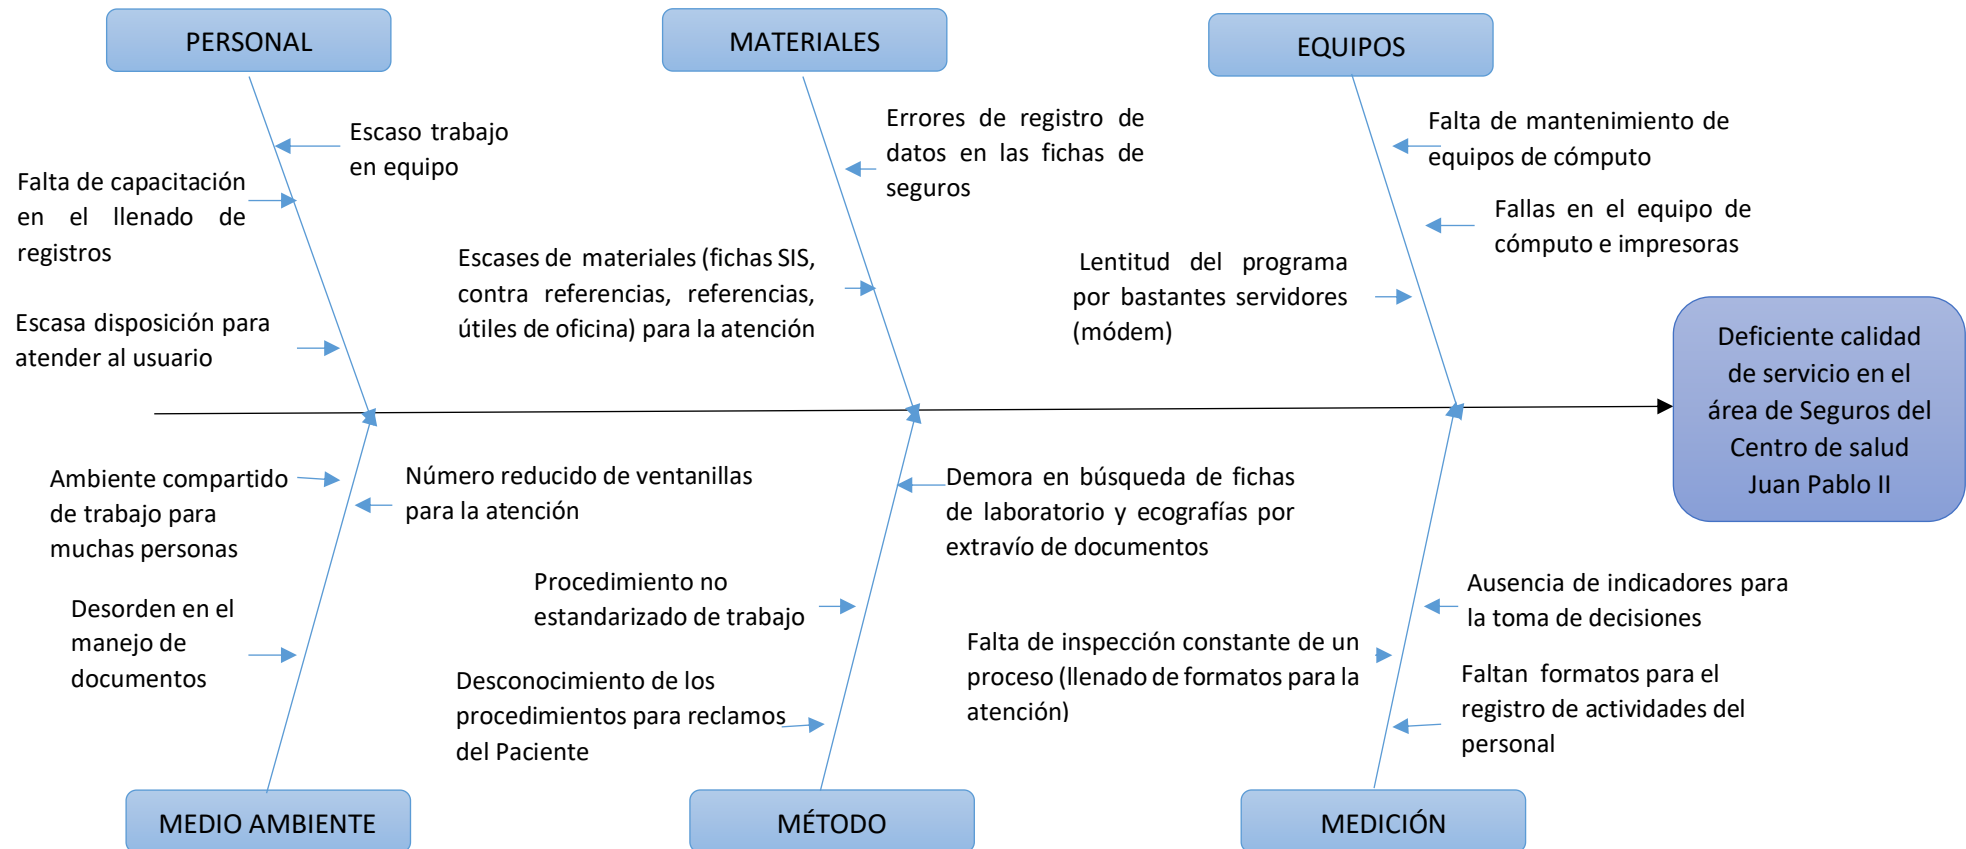 PERSONAL
MATERIALES
EQUIPOS
Escaso trabajo
en equipo
Falta de capacitación
en el llenado de
registros
Escasa disposición para
atender al usuario
Errores de registro de
datos en las fichas de
seguros
Escases de materiales (fichas SIS,
contra referencias, referencias,
útiles de oficina) para la atención
Falta de mantenimiento de
equipos de cómputo
Fallas en el equipo de
cómputo e impresoras
Lentitud del programa
por bastantes servidores
(módem)
Deficiente calidad
de servicio en el
área de Seguros del
Centro de salud
Juan Pablo II
Ambiente compartido
de trabajo para
muchas personas
Número reducido de ventanillas
para la atención
Desorden en el
manejo de
documentos
Demora en búsqueda de fichas
de laboratorio y ecografías por
extravío de documentos
Procedimiento no
estandarizado de trabajo
Desconocimiento de los
procedimientos para reclamos
del Paciente
Ausencia de indicadores para
la toma de decisiones
Falta de inspección constante de un
proceso (llenado de formatos para la
atención)
Faltan formatos para el
registro de actividades del
personal
MEDIO AMBIENTE
MÉTODO
MEDICIÓN